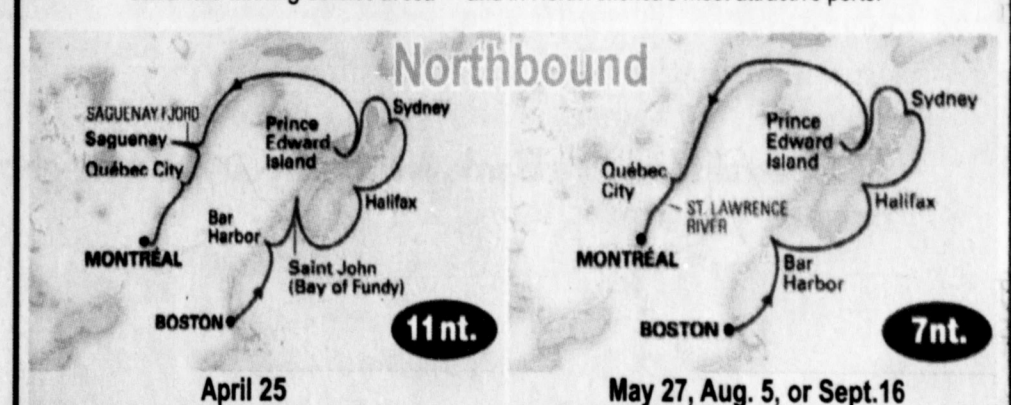 Northbound
SAGUENAY FJORD
Saguenay
Québec City
MONTRÉAL
Bar
Harbor
BOSTON
Prince
Edward
Island
Sydney
Halifax
Saint John
(Bay of Fundy)
11nt.
April 25
Québec
City
ST. LAWRENCE
RIVER
MONTRÉAL
Prince
Edward
Island
Sydney
Halifax
Bar
Harbor
BOSTON
7nt.
May 27, Aug. 5, or Sept.16